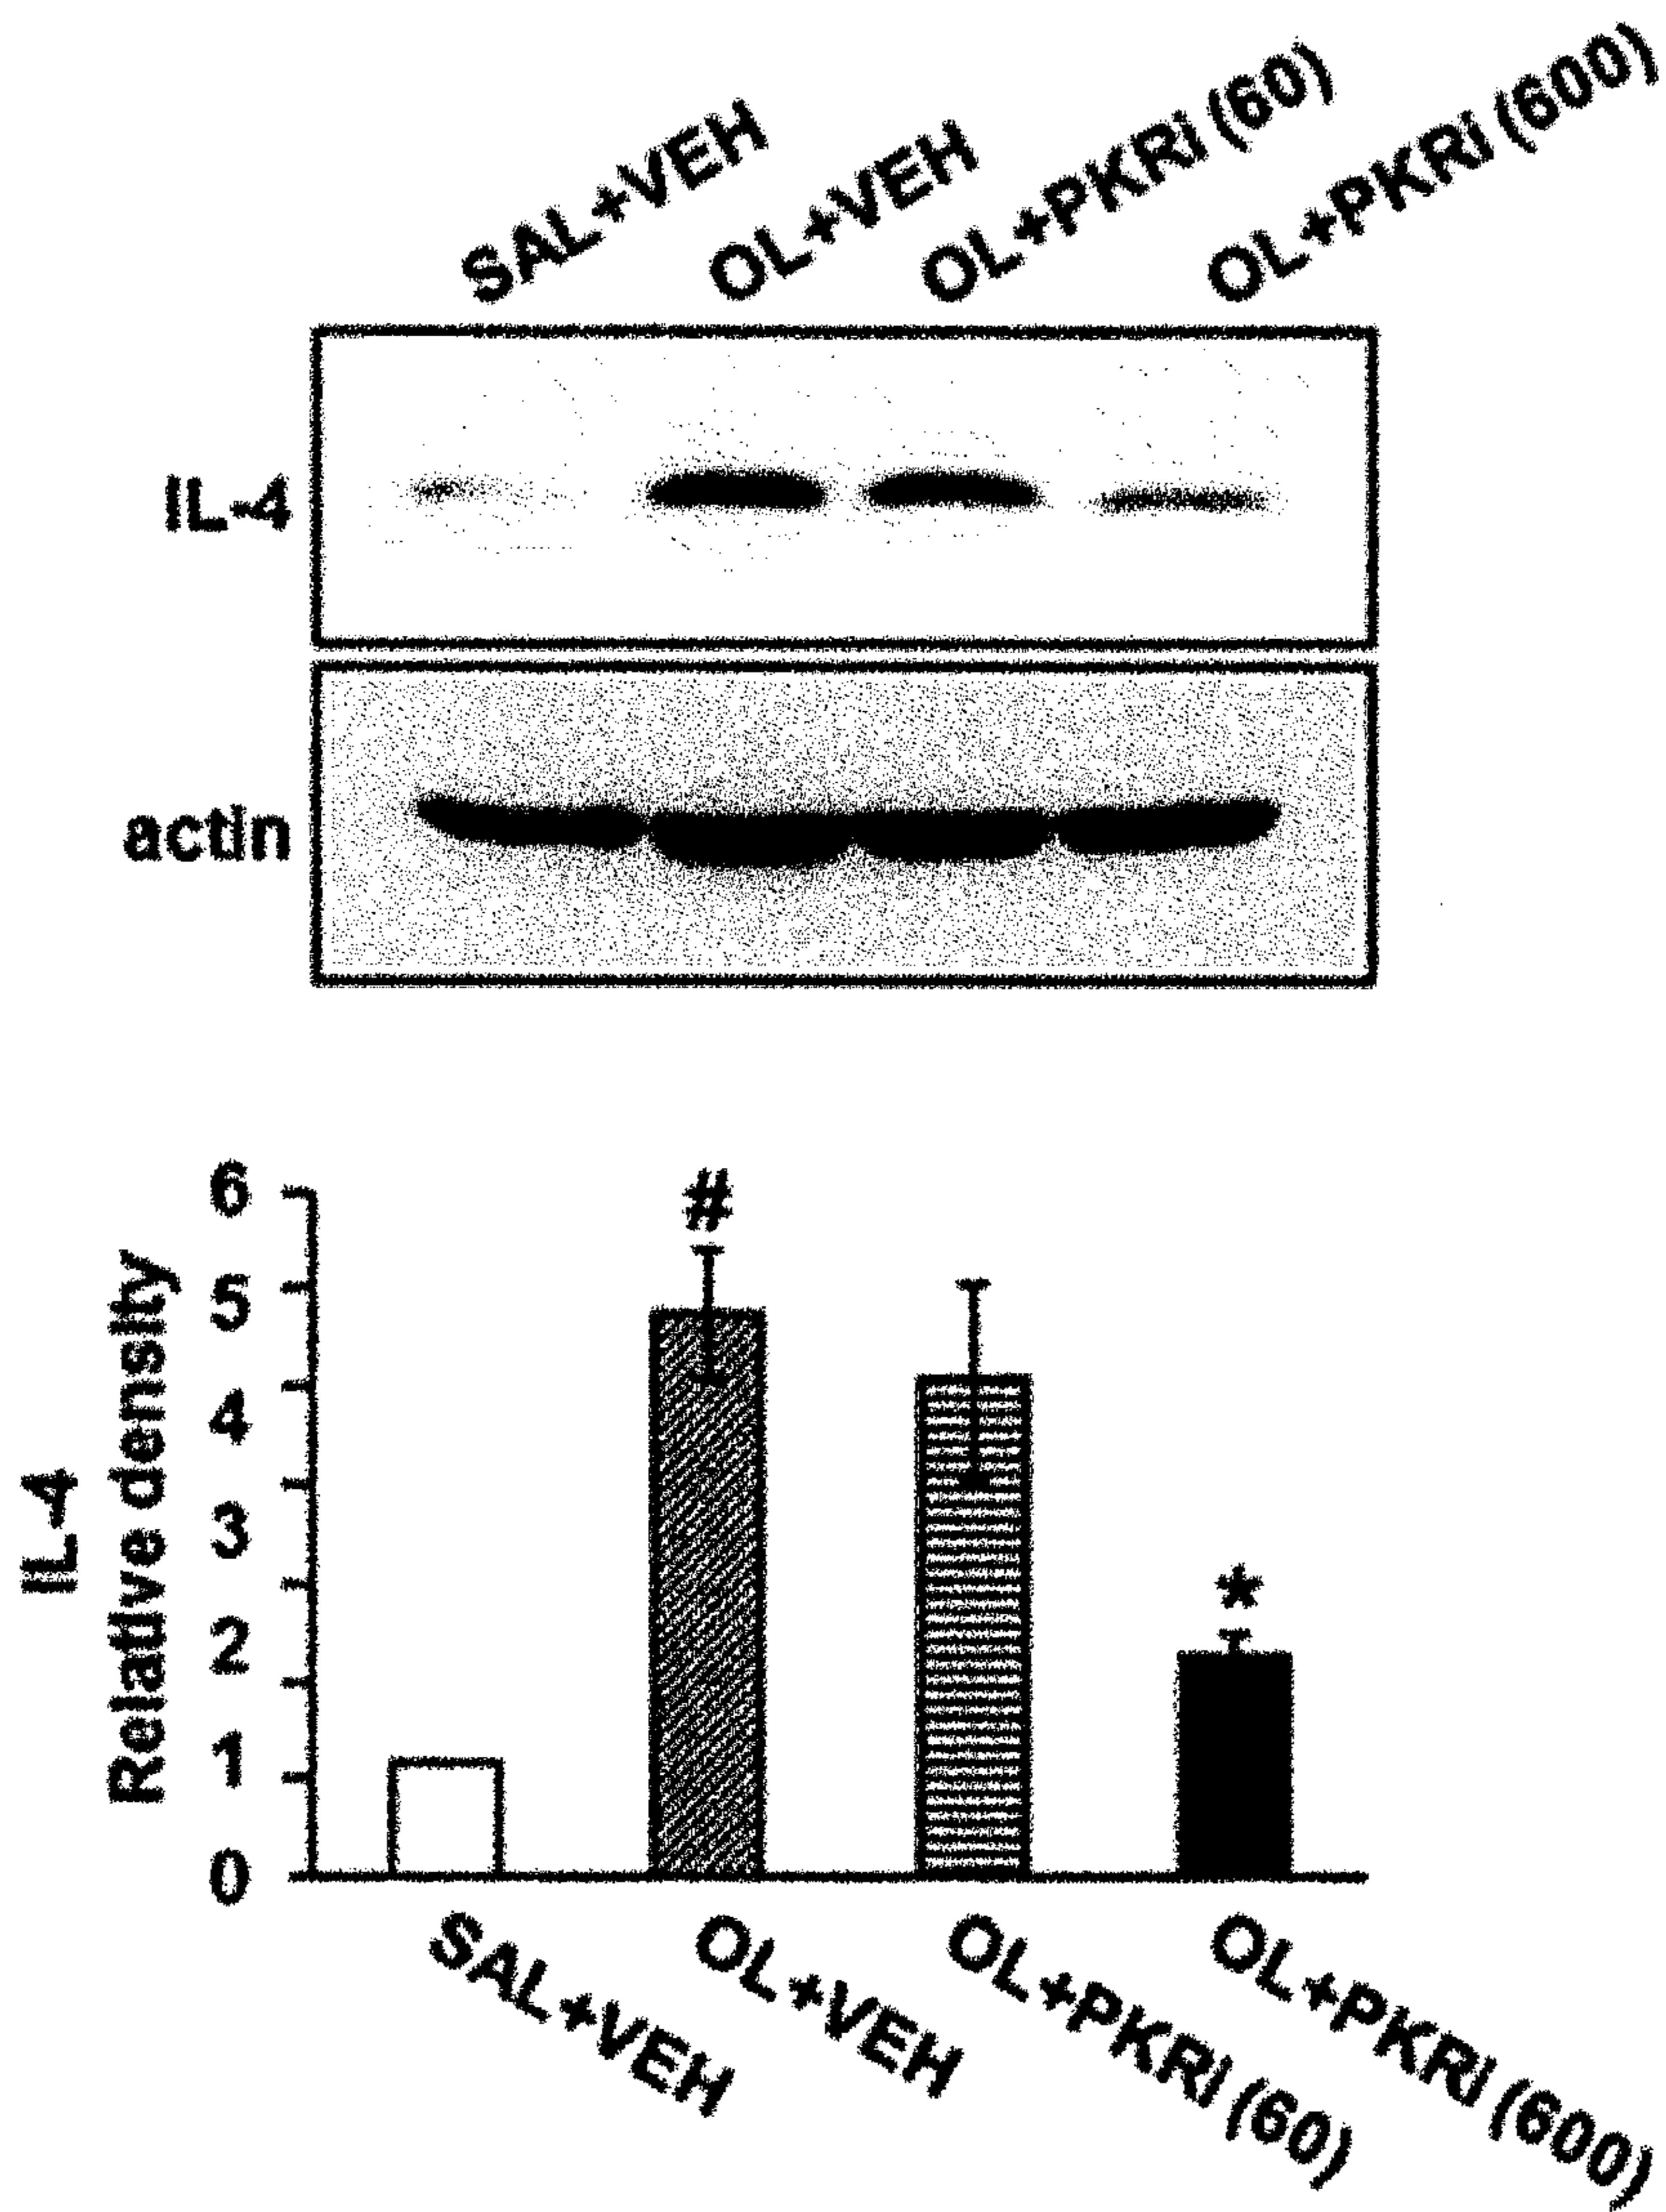 SAL+VEH
OL+VEH
OL+PKRi (60)
OL+PKRi (600)
IL-4
actin
IL-4
Relative density
6
5
4
3
2
1
0
#
*
SAL+VEH
OL+VEH
OL+PKRi (60)
OL+PKRi (600)